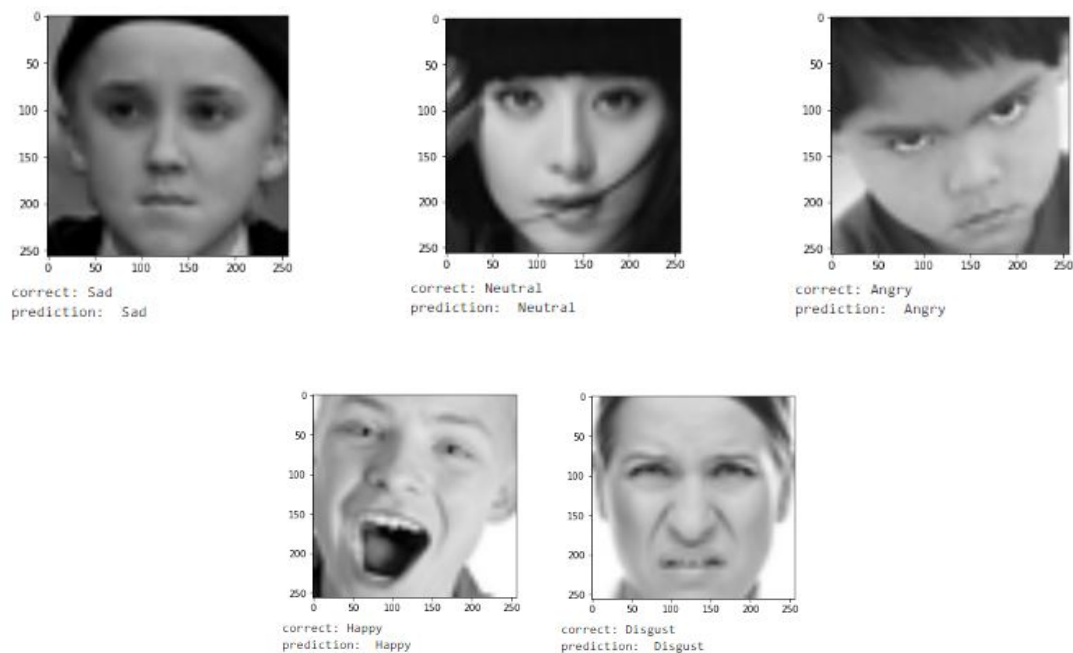 0
50
100
150
200
250
0 50 100 150 200 250
correct: Sad
prediction:  Sad
0
50
100
150
200
250
0 50 100 150 200 250
correct: Neutral
prediction:  Neutral
0
50
100
150
200
250
0 50 100 150 200 250
correct: Angry
prediction:  Angry
0
50
100
150
200
250
0 50 100 150 200 250
correct: Happy
prediction:  Happy
0
50
100
150
200
250
0 50 100 150 200 250
correct: Disgust
prediction:  Disgust